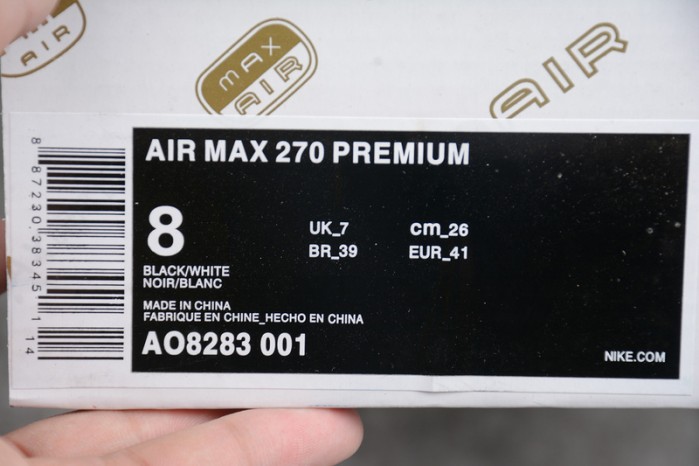 AIR
MAX
AIR
AIR
AIR MAX 270 PREMIUM
8
UK_7 cm_26
BR_39 EUR_41
BLACK/WHITE
NOIR/BLANC
MADE IN CHINA
FABRIQUE EN CHINE_HECHO EN CHINA
AO8283 001
NIKE.COM
8 87230.38345 1 14